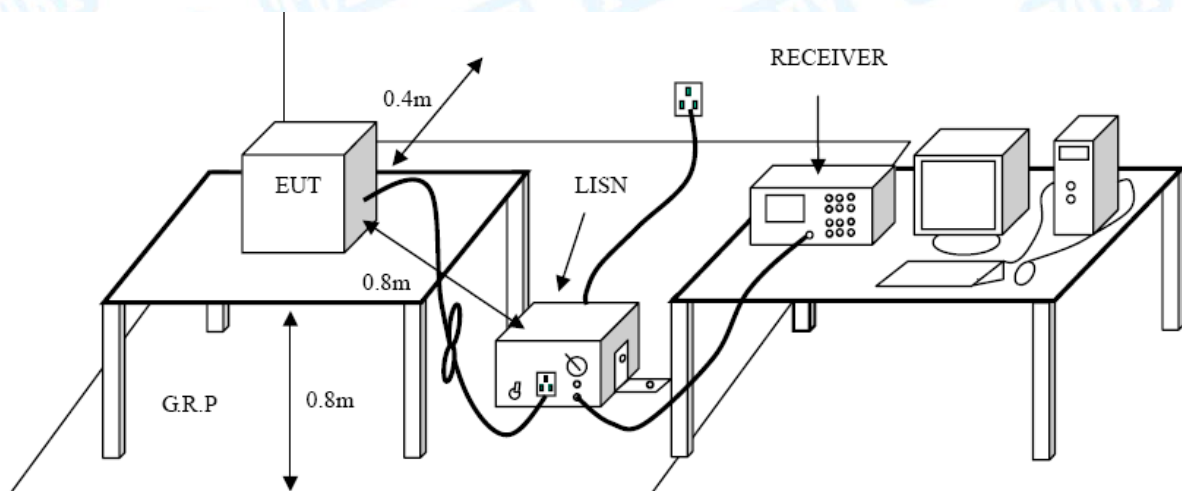 RECEIVER
0.4m
EUT
LISN
0.8m
G.R.P
0.8m